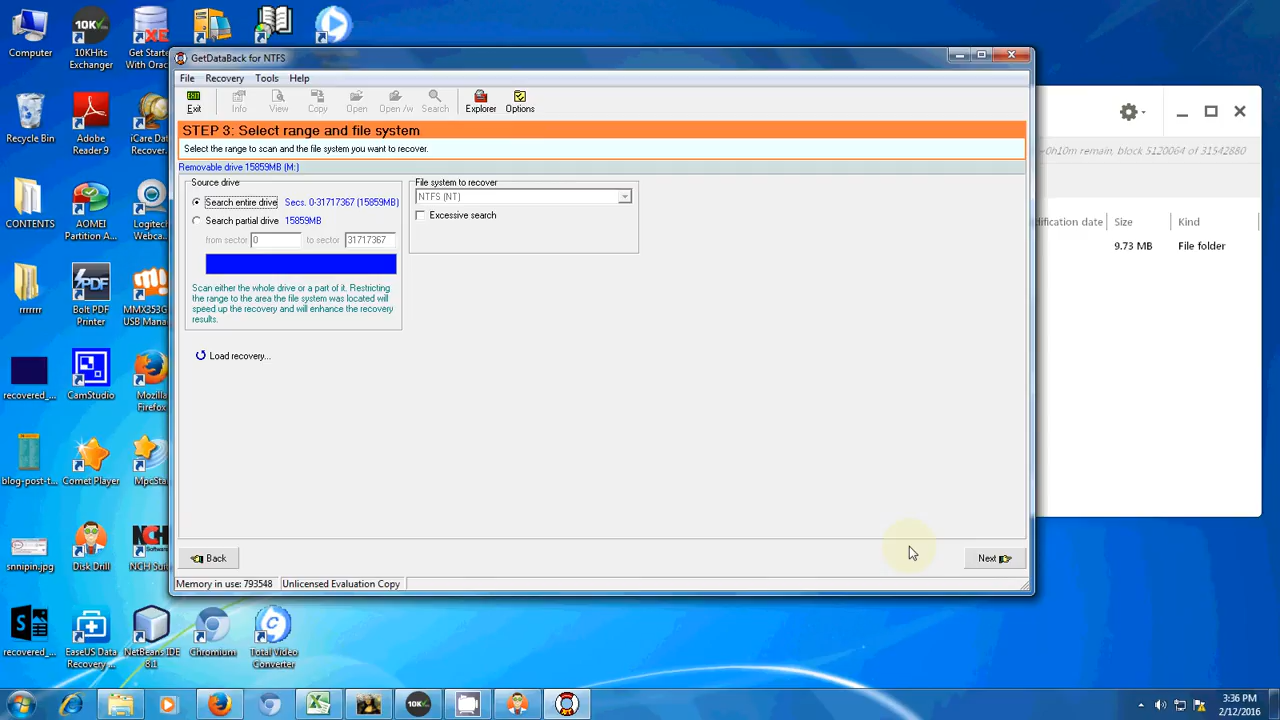 Computer
10KHits
Exchanger
Get Starte
With Orac
Recycle Bin
Adobe
Reader 9
iCare Data
Recover..
CONTENTS
AOMEI
Partition A...
Logitech
Webca..
rrrrrrr
Bolt PDF
Printer
MMX353G
USB Mana
recovered_...
CamStudio
Mozilla
Firefox
blog-post-t...
Comet Player
MpcSta
snnipin.jpg
Disk Drill
NCH Suit
recovered_...
EaseUS Data
Recovery ...
NetBeans IDE
8.1
Chromium
Total Video
Converter
GetDataBack for NTFS
File Recovery Tools Help
Exit Info View Copy Open Open /w Search Explorer Options
STEP 3: Select range and file system
Select the range to scan and the file system you want to recover.
Removable drive 15859MB (M:)
Source drive
Search entire drive Secs. 0-31717367 (15859MB)
Search partial drive 15859MB
from sector 0 to sector 31717367
Scan either the whole drive or a part of it. Restricting
the range to the area the file system was located will
speed up the recovery and will enhance the recovery
results.
File system to recover
NTFS (NT)
Excessive search
Load recovery...
Back
Next
Memory in use: 793548 Unlicensed Evaluation Copy
~0h10m remain, block 5120064 of 31542880
dification date Size Kind
9.73 MB File folder
10K
3:36 PM
2/12/2016